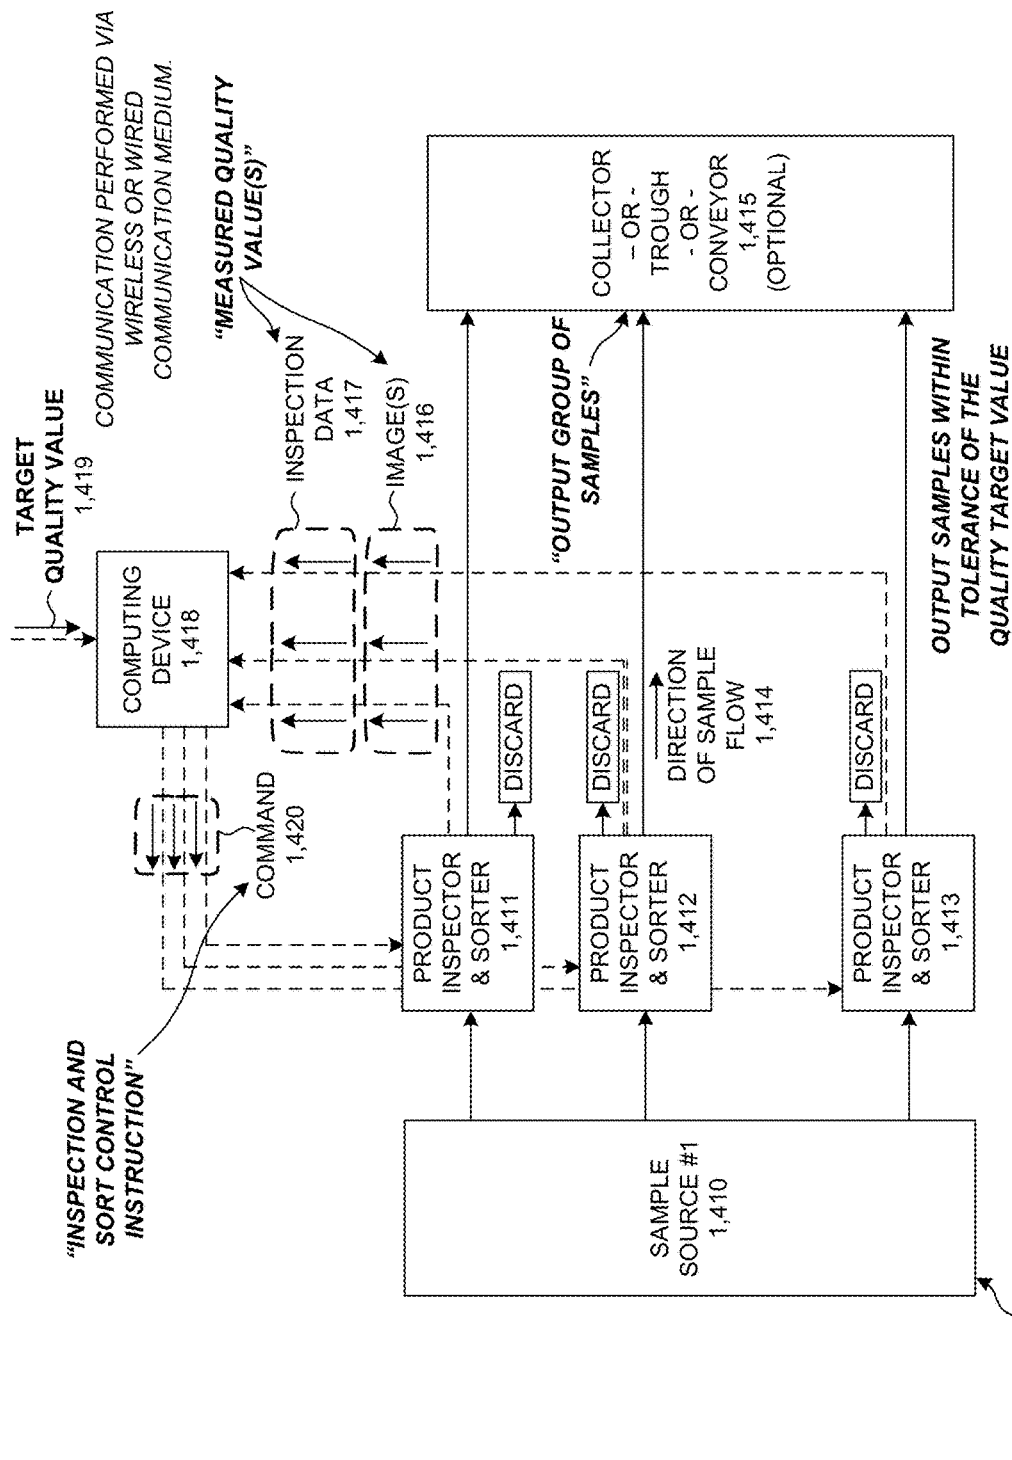 COMMUNICATION PERFORMED VIA
WIRELESS OR WIRED
COMMUNICATION MEDIUM.
TARGET
QUALITY VALUE
1,419
"MEASURED QUALITY
VALUE(S)"
COMPUTING
DEVICE
1,418
INSPECTION
DATA
1,417
IMAGE(S)
1,416
COMMAND
1,420
"INSPECTION AND
SORT CONTROL
INSTRUCTION"
SAMPLE
SOURCE #1
1,410
PRODUCT
INSPECTOR
& SORTER
1,411
DISCARD
PRODUCT
INSPECTOR
& SORTER
1,412
DISCARD
PRODUCT
INSPECTOR
& SORTER
1,413
DISCARD
DIRECTION
OF SAMPLE
FLOW
1,414
"OUTPUT GROUP OF
SAMPLES"
COLLECTOR
– OR -
TROUGH
- OR -
CONVEYOR
1,415
(OPTIONAL)
OUTPUT SAMPLES WITHIN
TOLERANCE OF THE
QUALITY TARGET VALUE